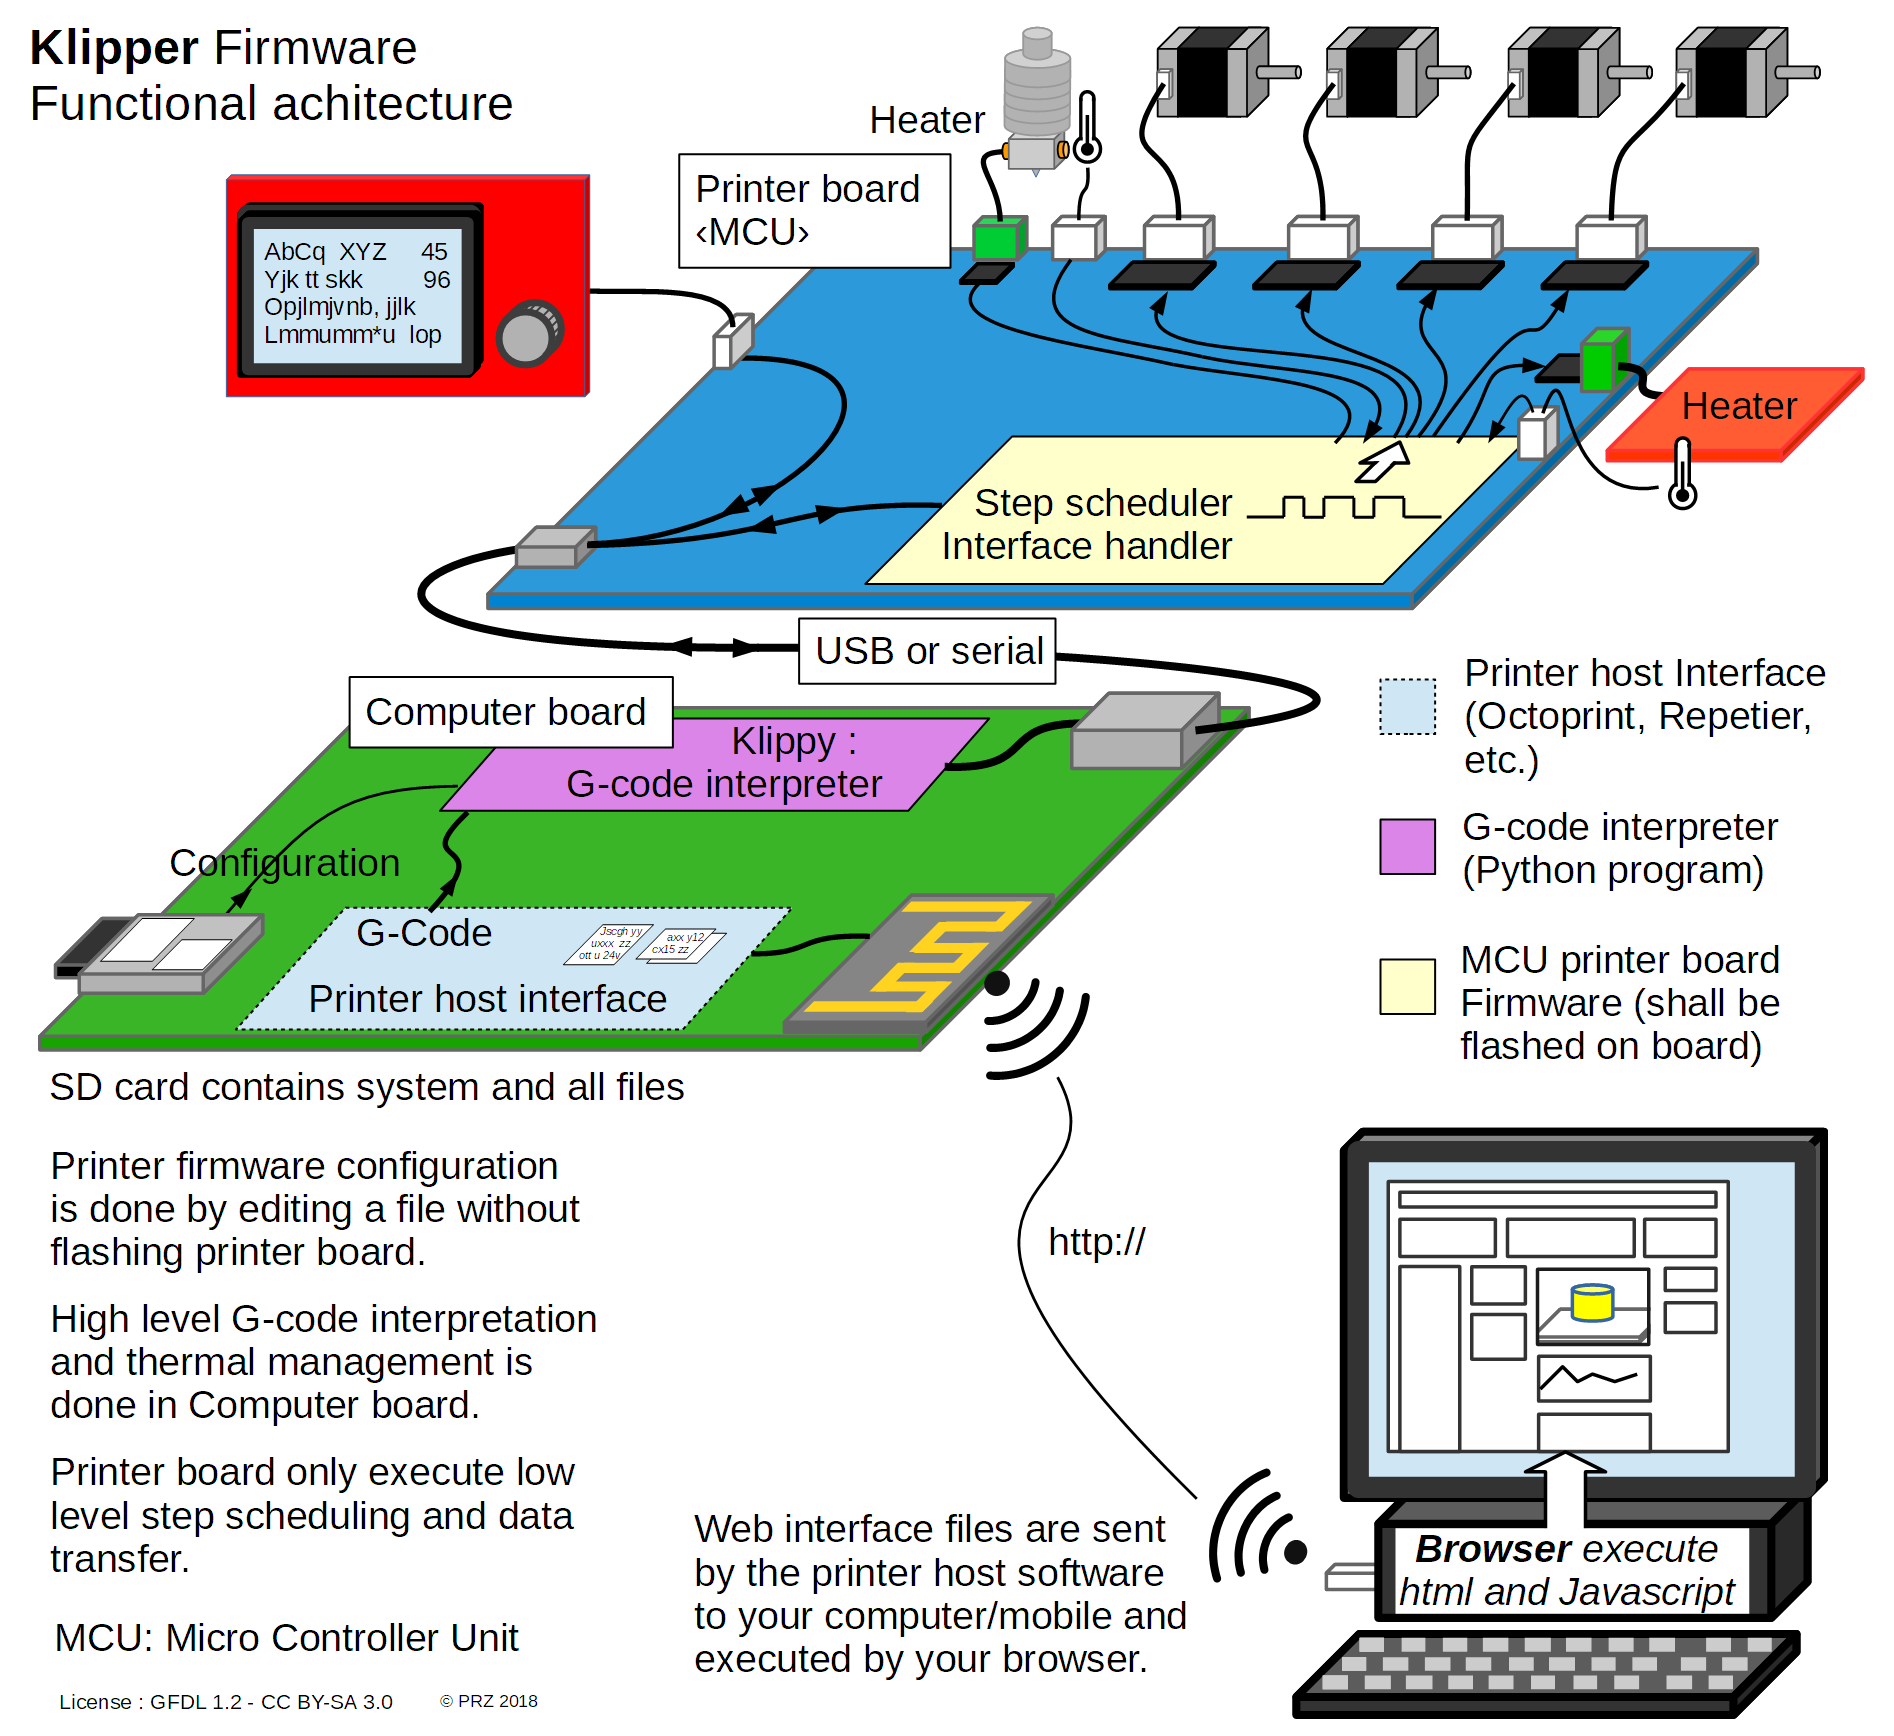 Klipper Firmware
Functional achitecture
Heater
Printer board
‹MCU›
AbCq XYZ 45
Yjk tt skk 96
Opjlmjvnb, jjlk
Lmmumm*u lop
Heater
Step scheduler
Interface handler
USB or serial
Computer board
Klippy :
G-code interpreter
Configuration
G-Code
Jscgh yy
uxxx zz
ott u 24v
axx y12
cx15 zz
Printer host interface
Printer host Interface
(Octoprint, Repetier,
etc.)
G-code interpreter
(Python program)
MCU printer board
Firmware (shall be
flashed on board)
SD card contains system and all files
Printer firmware configuration
is done by editing a file without
flashing printer board.
High level G-code interpretation
and thermal management is
done in Computer board.
Printer board only execute low
level step scheduling and data
transfer.
MCU: Micro Controller Unit
License : GFDL 1.2 - CC BY-SA 3.0 © PRZ 2018
http://
Web interface files are sent
by the printer host software
to your computer/mobile and
executed by your browser.
Browser execute
html and Javascript